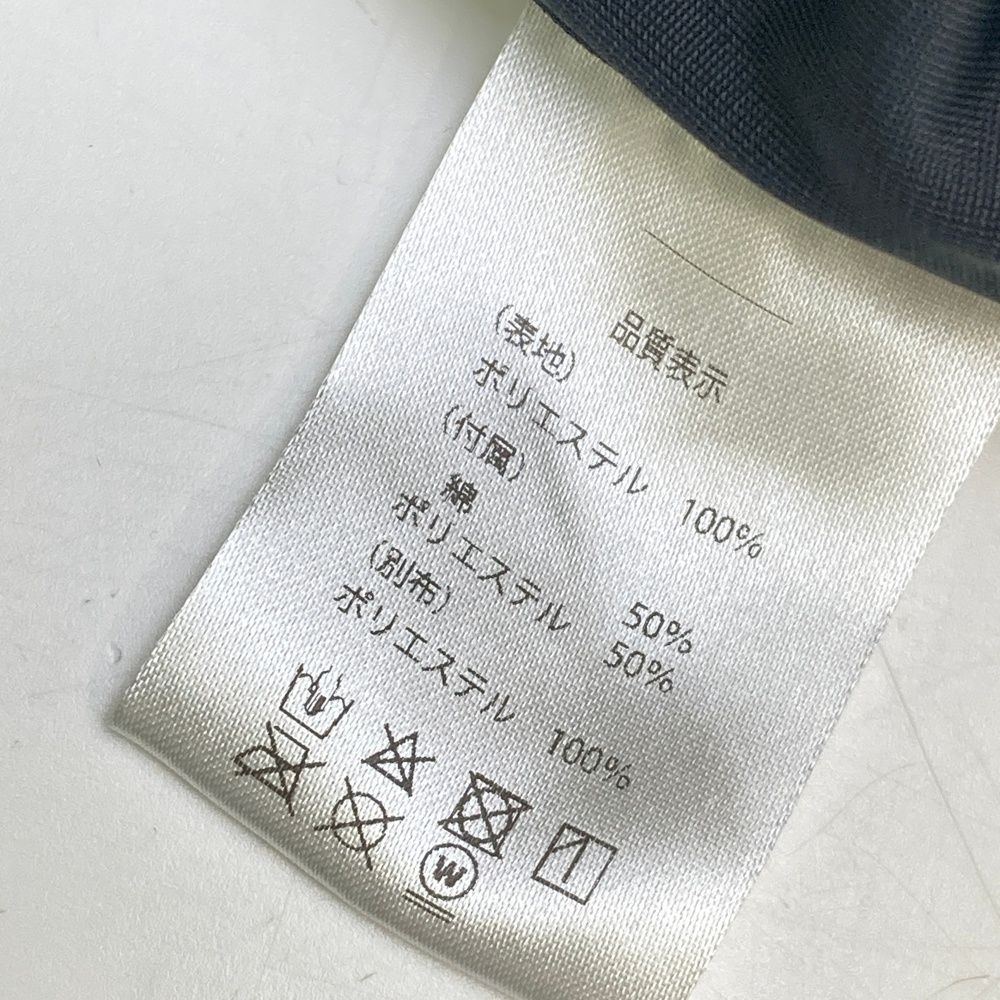 品質表示
(表地)
ポリエステル 100%
(付属)
綿 50%
ポリエステル 50%
(別布)
ポリエステル 100%
W